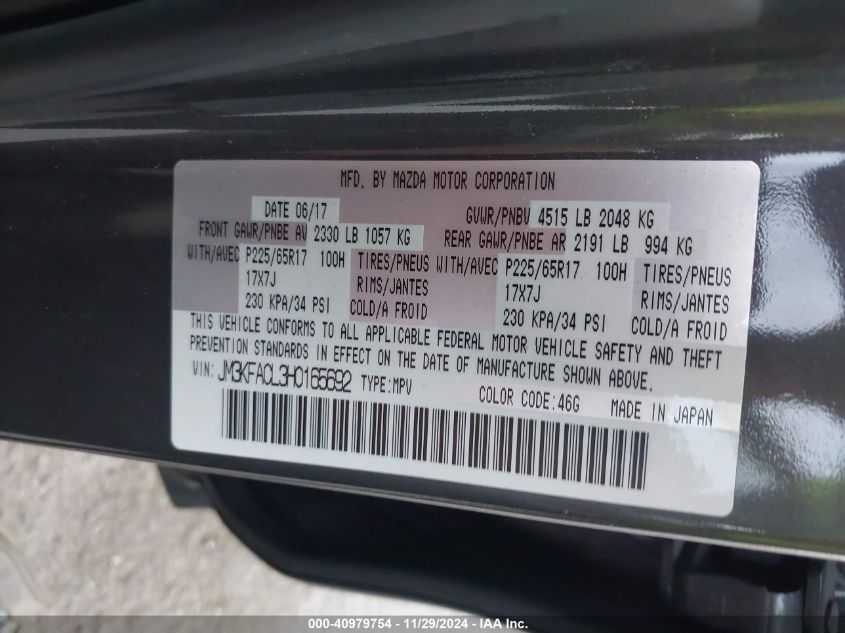 MFD. BY MAZDA MOTOR CORPORATION
DATE 06/17 GVWR/PNBV 4515 LB 2048 KG
FRONT GAWR/PNBE AV 2330 LB 1057 KG REAR GAWR/PNBE AR 2191 LB 994 KG
WITH/AVEC P225/65R17 100H TIRES/PNEUS WITH/AVEC P225/65R17 100H TIRES/PNEUS
17X7J RIMS/JANTES 17X7J RIMS/JANTES
230 KPA/34 PSI COLD/A FROID 230 KPA/34 PSI COLD/A FROID
THIS VEHICLE CONFORMS TO ALL APPLICABLE FEDERAL MOTOR VEHICLE SAFETY AND THEFT
PREVENTION STANDARDS IN EFFECT ON THE DATE OF MANUFACTURE SHOWN ABOVE.
VIN: JM3KFACL3H0165692 TYPE:MPV COLOR CODE:46G MADE IN JAPAN
000-40979754 - 11/29/2024 - IAAI.COM